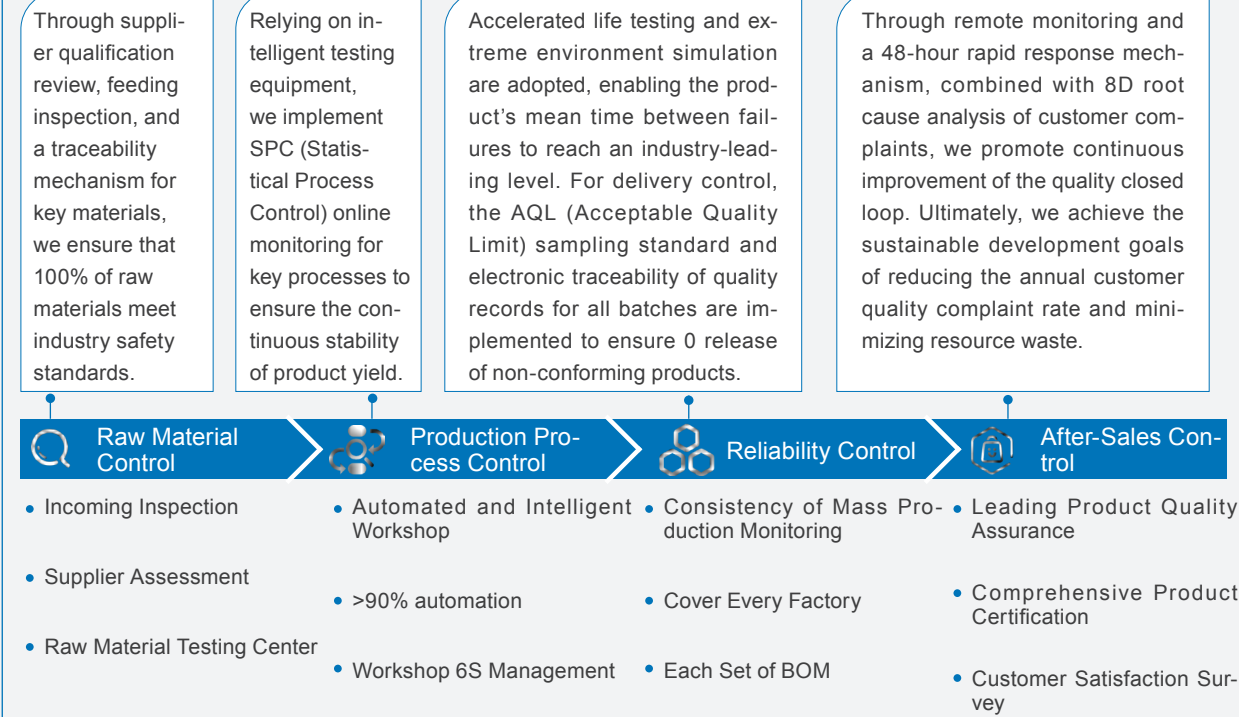 Through suppli-
er qualification
review, feeding
inspection, and
a traceability
mechanism for
key materials,
we ensure that
100% of raw
materials meet
industry safety
standards.
Relying on in-
telligent testing
equipment,
we implement
SPC (Statis-
tical Process
Control) online
monitoring for
key processes to
ensure the con-
tinuous stability
of product yield.
Accelerated life testing and ex-
treme environment simulation
are adopted, enabling the prod-
uct's mean time between fail-
ures to reach an industry-lead-
ing level. For delivery control,
the AQL (Acceptable Quality
Limit) sampling standard and
electronic traceability of quality
records for all batches are im-
plemented to ensure 0 release
of non-conforming products.
Through remote monitoring and
a 48-hour rapid response mech-
anism, combined with 8D root
cause analysis of customer com-
plaints, we promote continuous
improvement of the quality closed
loop. Ultimately, we achieve the
sustainable development goals
of reducing the annual customer
quality complaint rate and mini-
mizing resource waste.
Raw Material
Control
Production Pro-
cess Control
Reliability Control
After-Sales Con-
trol
• Incoming Inspection
• Supplier Assessment
• Raw Material Testing Center
• Automated and Intelligent
Workshop
• >90% automation
• Workshop 6S Management
• Consistency of Mass Pro-
duction Monitoring
• Cover Every Factory
• Each Set of BOM
• Leading Product Quality
Assurance
• Comprehensive Product
Certification
• Customer Satisfaction Sur-
vey